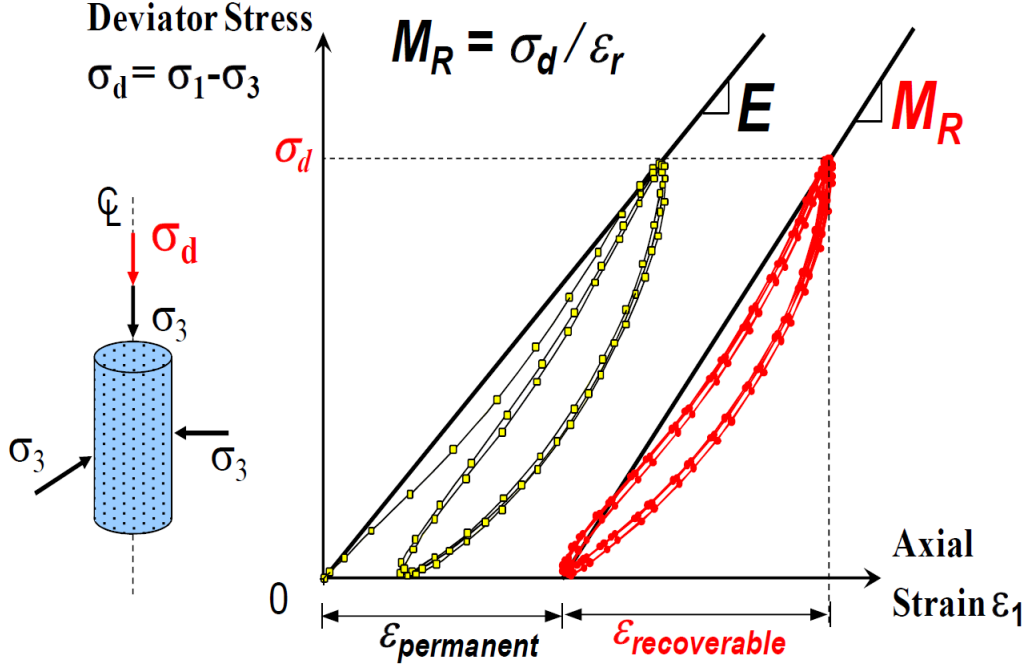 Deviator Stress
σd = σ1-σ3
MR = σd / εr
E
MR
σd
℄
σd
σ3
σ3
σ3
0
Axial
Strain ε1
εpermanent
εrecoverable